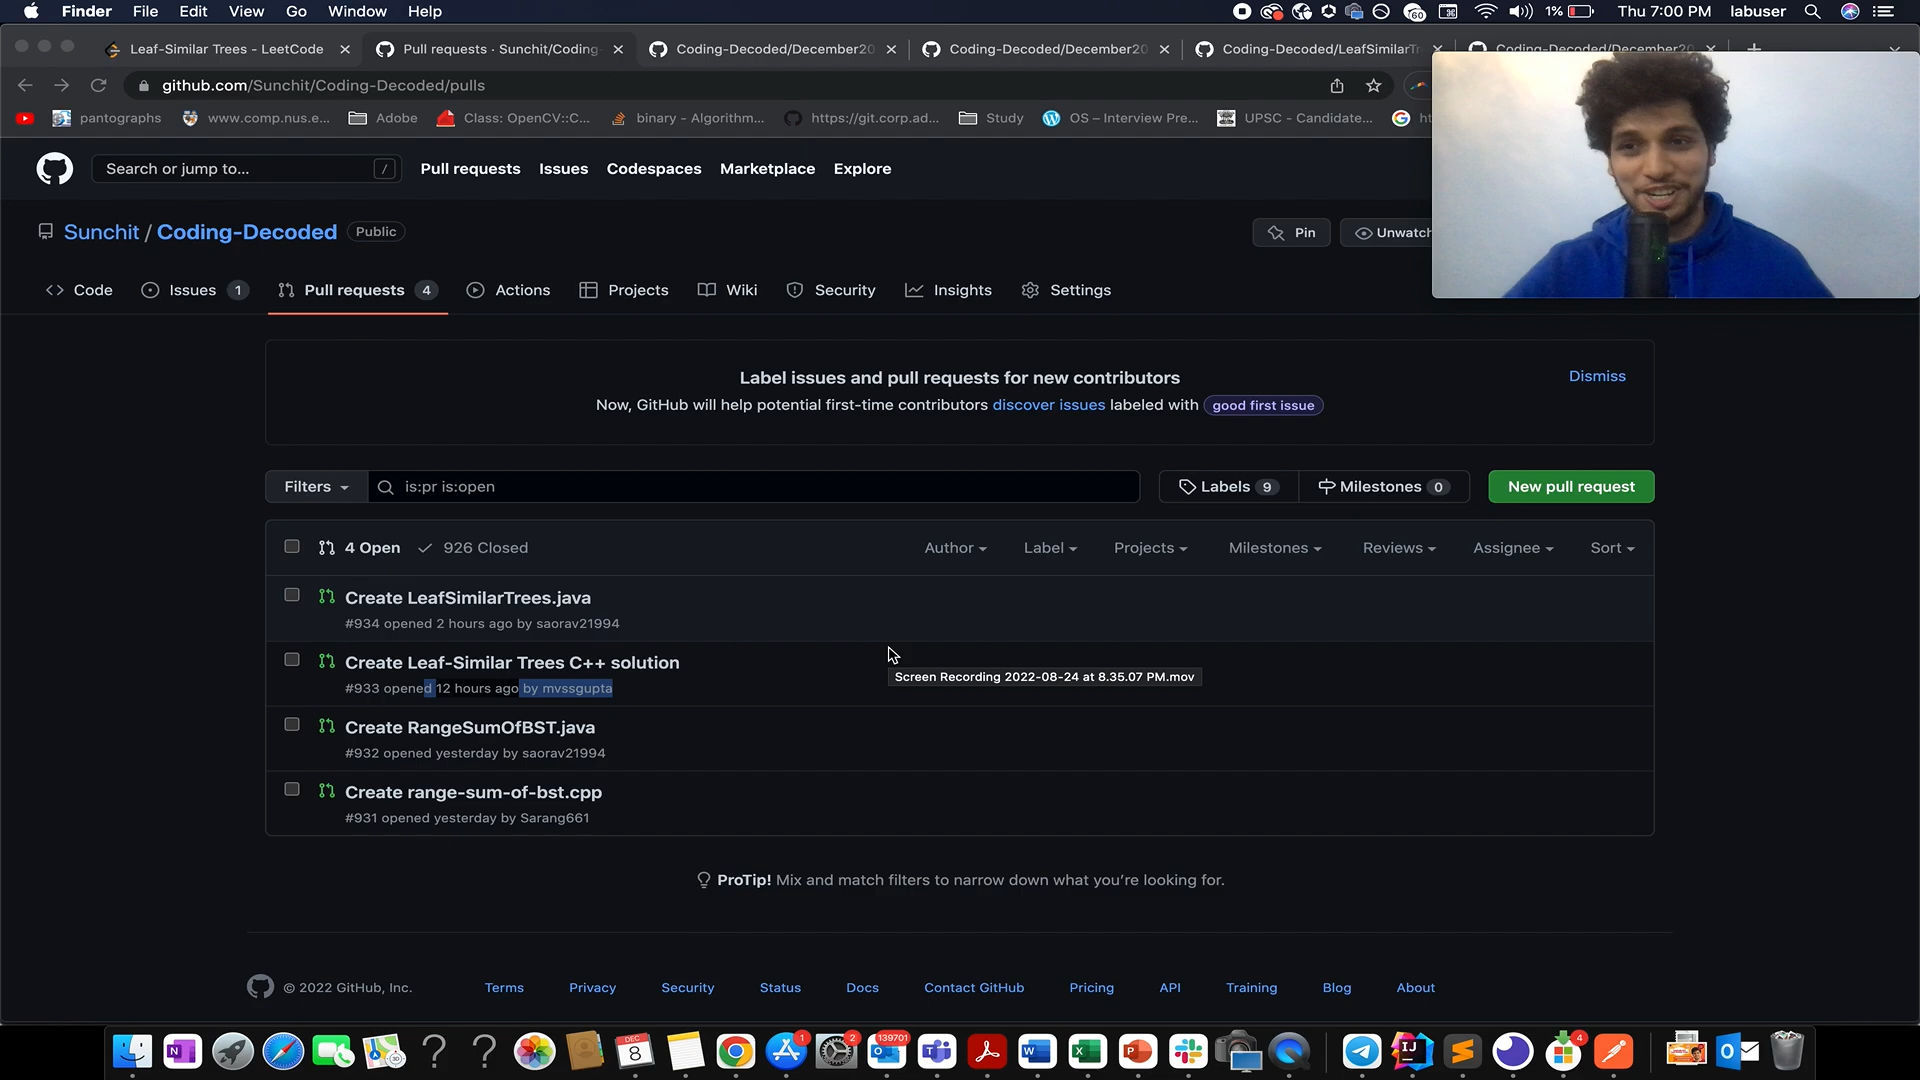 Finder File Edit View Go Window Help 60 1% Thu 7:00 PM labuser
Leaf-Similar Trees - LeetCode Pull requests · Sunchit/Coding- Coding-Decoded/December20 Coding-Decoded/December20 Coding-Decoded/LeafSimilarTr Coding-Decoded/December20
github.com/Sunchit/Coding-Decoded/pulls
pantographs www.comp.nus.e... Adobe Class: OpenCV::C... binary - Algorithm... https://git.corp.ad... Study OS – Interview Pre... UPSC - Candidate... ht
Search or jump to... / Pull requests Issues Codespaces Marketplace Explore
Sunchit / Coding-Decoded Public Pin Unwatch
Code Issues 1 Pull requests 4 Actions Projects Wiki Security Insights Settings
Label issues and pull requests for new contributors Dismiss
Now, GitHub will help potential first-time contributors discover issues labeled with good first issue
Filters is:pr is:open Labels 9 Milestones 0 New pull request
4 Open 926 Closed Author Label Projects Milestones Reviews Assignee Sort
Create LeafSimilarTrees.java
#934 opened 2 hours ago by saorav21994
Create Leaf-Similar Trees C++ solution
Screen Recording 2022-08-24 at 8.35.07 PM.mov
#933 opened 12 hours ago by mvssgupta
Create RangeSumOfBST.java
#932 opened yesterday by saorav21994
Create range-sum-of-bst.cpp
#931 opened yesterday by Sarang661
ProTip! Mix and match filters to narrow down what you're looking for.
© 2022 GitHub, Inc. Terms Privacy Security Status Docs Contact GitHub Pricing API Training Blog About
DEC 8 1 2 139701 4